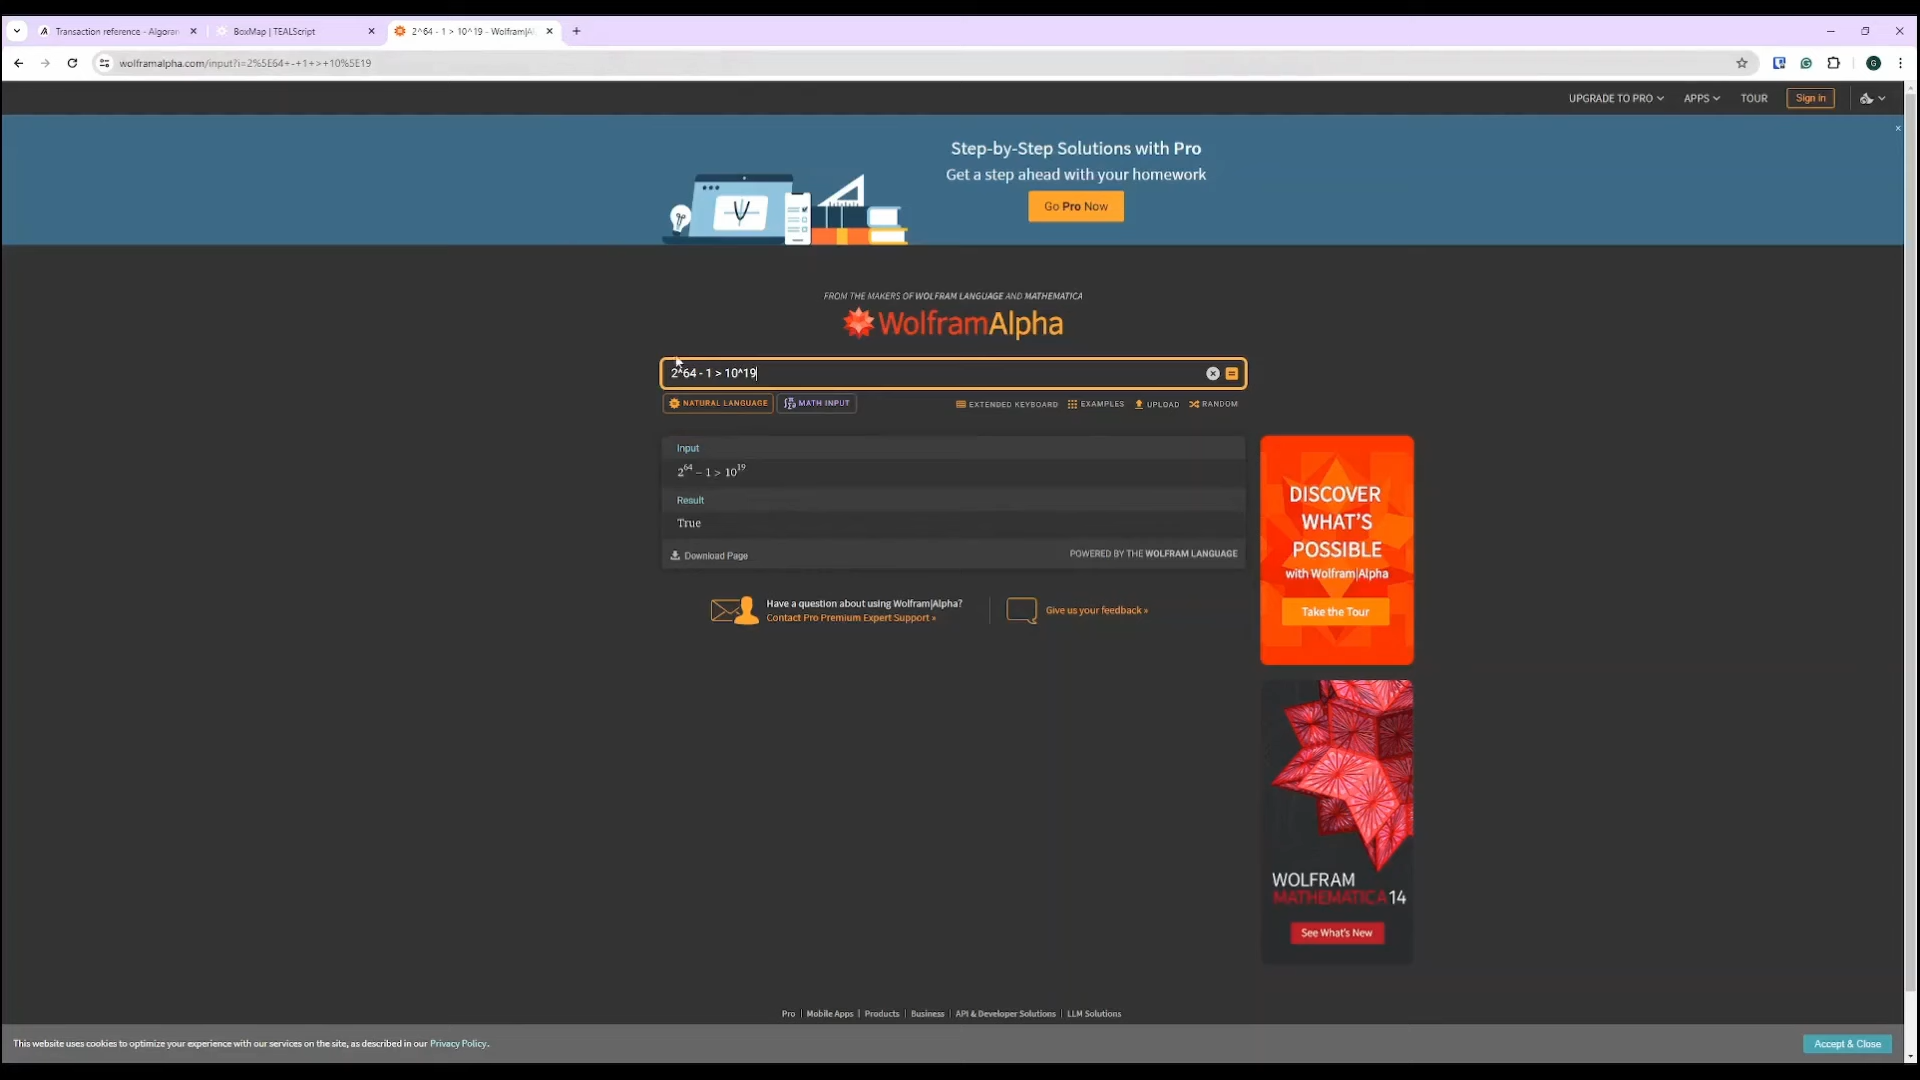 Transaction reference - Algoran
BoxMap | TEALScript
2^64 - 1 > 10^19 - Wolfram|Al
wolframalpha.com/input?i=2%5E64+-+1+>+10%5E19
G
UPGRADE TO PRO
APPS
TOUR
Sign in
Step-by-Step Solutions with Pro
Get a step ahead with your homework
Go Pro Now
FROM THE MAKERS OF WOLFRAM LANGUAGE AND MATHEMATICA
WolframAlpha
2^64 - 1 > 10^19
NATURAL LANGUAGE
MATH INPUT
EXTENDED KEYBOARD
EXAMPLES
UPLOAD
RANDOM
Input
2^64 − 1 > 10^19
Result
True
Download Page
POWERED BY THE WOLFRAM LANGUAGE
Have a question about using Wolfram|Alpha?
Contact Pro Premium Expert Support »
Give us your feedback »
DISCOVER
WHAT'S
POSSIBLE
with Wolfram|Alpha
Take the Tour
WOLFRAM
MATHEMATICA 14
See What's New
Pro | Mobile Apps | Products | Business | API & Developer Solutions | LLM Solutions
This website uses cookies to optimize your experience with our services on the site, as described in our Privacy Policy.
Accept & Close